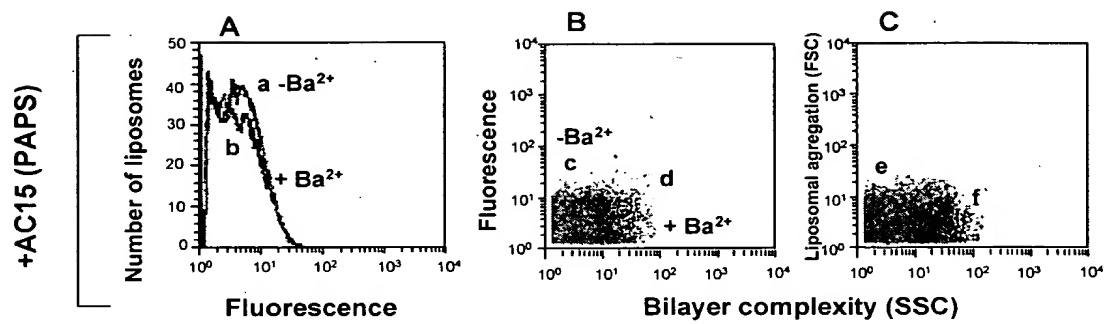 +AC15 (PAPS)
A
Number of liposomes
50
40
30
20
10
0
a -Ba²⁺
b
+ Ba²⁺
10⁰ 10¹ 10² 10³ 10⁴
Fluorescence
B
Fluorescence
10⁴
10³
10²
10¹
10⁰
-Ba²⁺
c
d
+ Ba²⁺
10⁰ 10¹ 10² 10³ 10⁴
C
Liposomal agregation (FSC)
10⁴
10³
10²
10¹
10⁰
e
f
10⁰ 10¹ 10² 10³ 10⁴
Bilayer complexity (SSC)